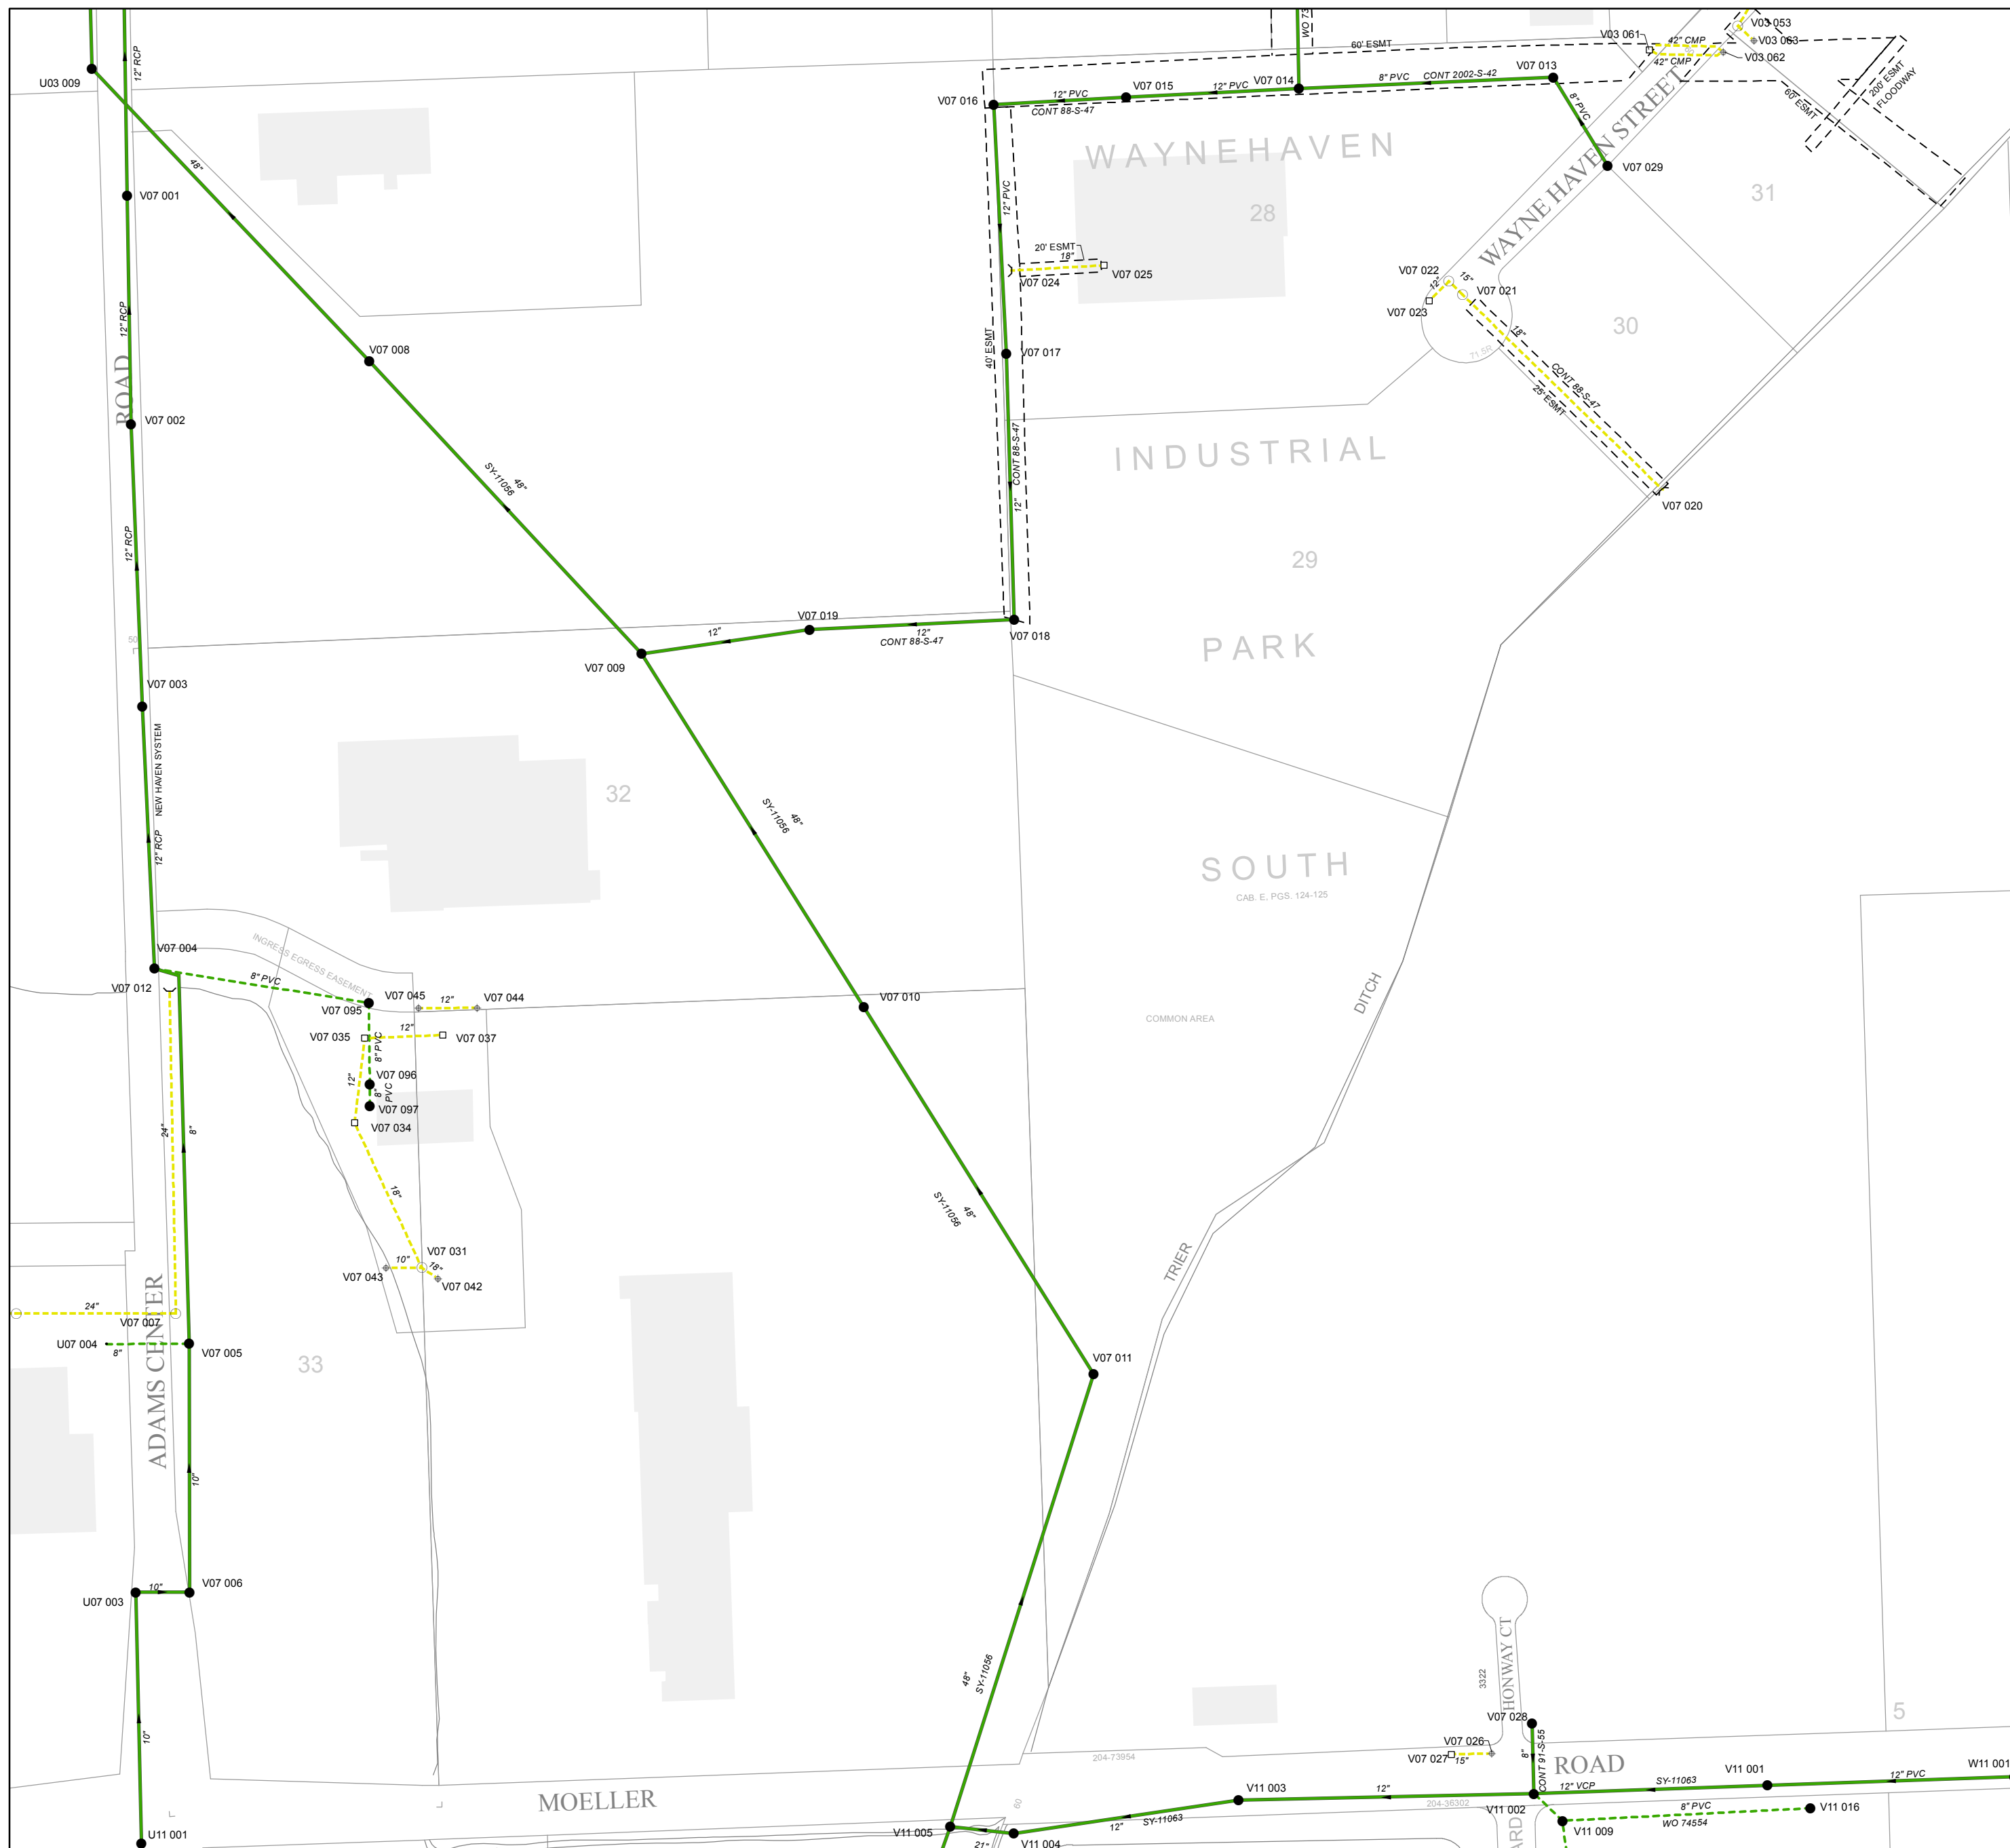 U03 009
12" RCP
48"
V07 001
12" RCP
ROAD
V07 002
V07 008
12" RCP
SY-11056
48"
50
V07 003
NEW HAVEN SYSTEM
12" RCP
V07 004
V07 012
INGRESS EGRESS EASEMENT
8" PVC
V07 095
V07 045
12"
V07 044
V07 035
12"
V07 037
8" PVC
V07 096
8"
PVC
V07 097
12"
V07 034
18"
24"
8"
V07 031
10"
18"
V07 043
V07 042
24"
V07 007
U07 004
8"
V07 005
ADAMS CENTER
33
10"
V07 006
10"
U07 003
10"
U11 001
MOELLER
32
V07 009
12"
V07 019
12"
CONT 88-S-47
V07 018
SY-11056
48"
V07 010
SY-11056
48"
V07 011
48"
SY-11056
V11 005
21"
V11 004
60
60' ESMT
V07 016
12" PVC
CONT 88-S-47
V07 015
12" PVC
V07 014
8" PVC
CONT 2002-S-42
V07 013
8" PVC
V07 029
V03 061
42" CMP
42" CMP
V03 053
V03 063
V03 062
200' ESMT
FLOODWAY
60' ESMT
WAYNE HAVEN STREET
WAYNEHAVEN
28
31
30
12" PVC
20' ESMT
18"
V07 024
V07 025
40' ESMT
V07 017
CONT 88-S-47
12"
V07 022
15"
V07 021
12"
V07 023
71.5R
18"
CONT 88-S-47
25' ESMT
V07 020
INDUSTRIAL
29
PARK
SOUTH
CAB. E, PGS. 124-125
COMMON AREA
DITCH
TRIER
HONWAY CT
3322
5
V07 028
V07 026
V07 027
15"
8"
CONT 91-S-55
204-73954
ROAD
V11 003
12"
12" VCP
SY-11063
V11 001
12" PVC
W11 001
V11 002
204-36302
12"
SY-11063
8" PVC
WO 74554
V11 016
V11 009